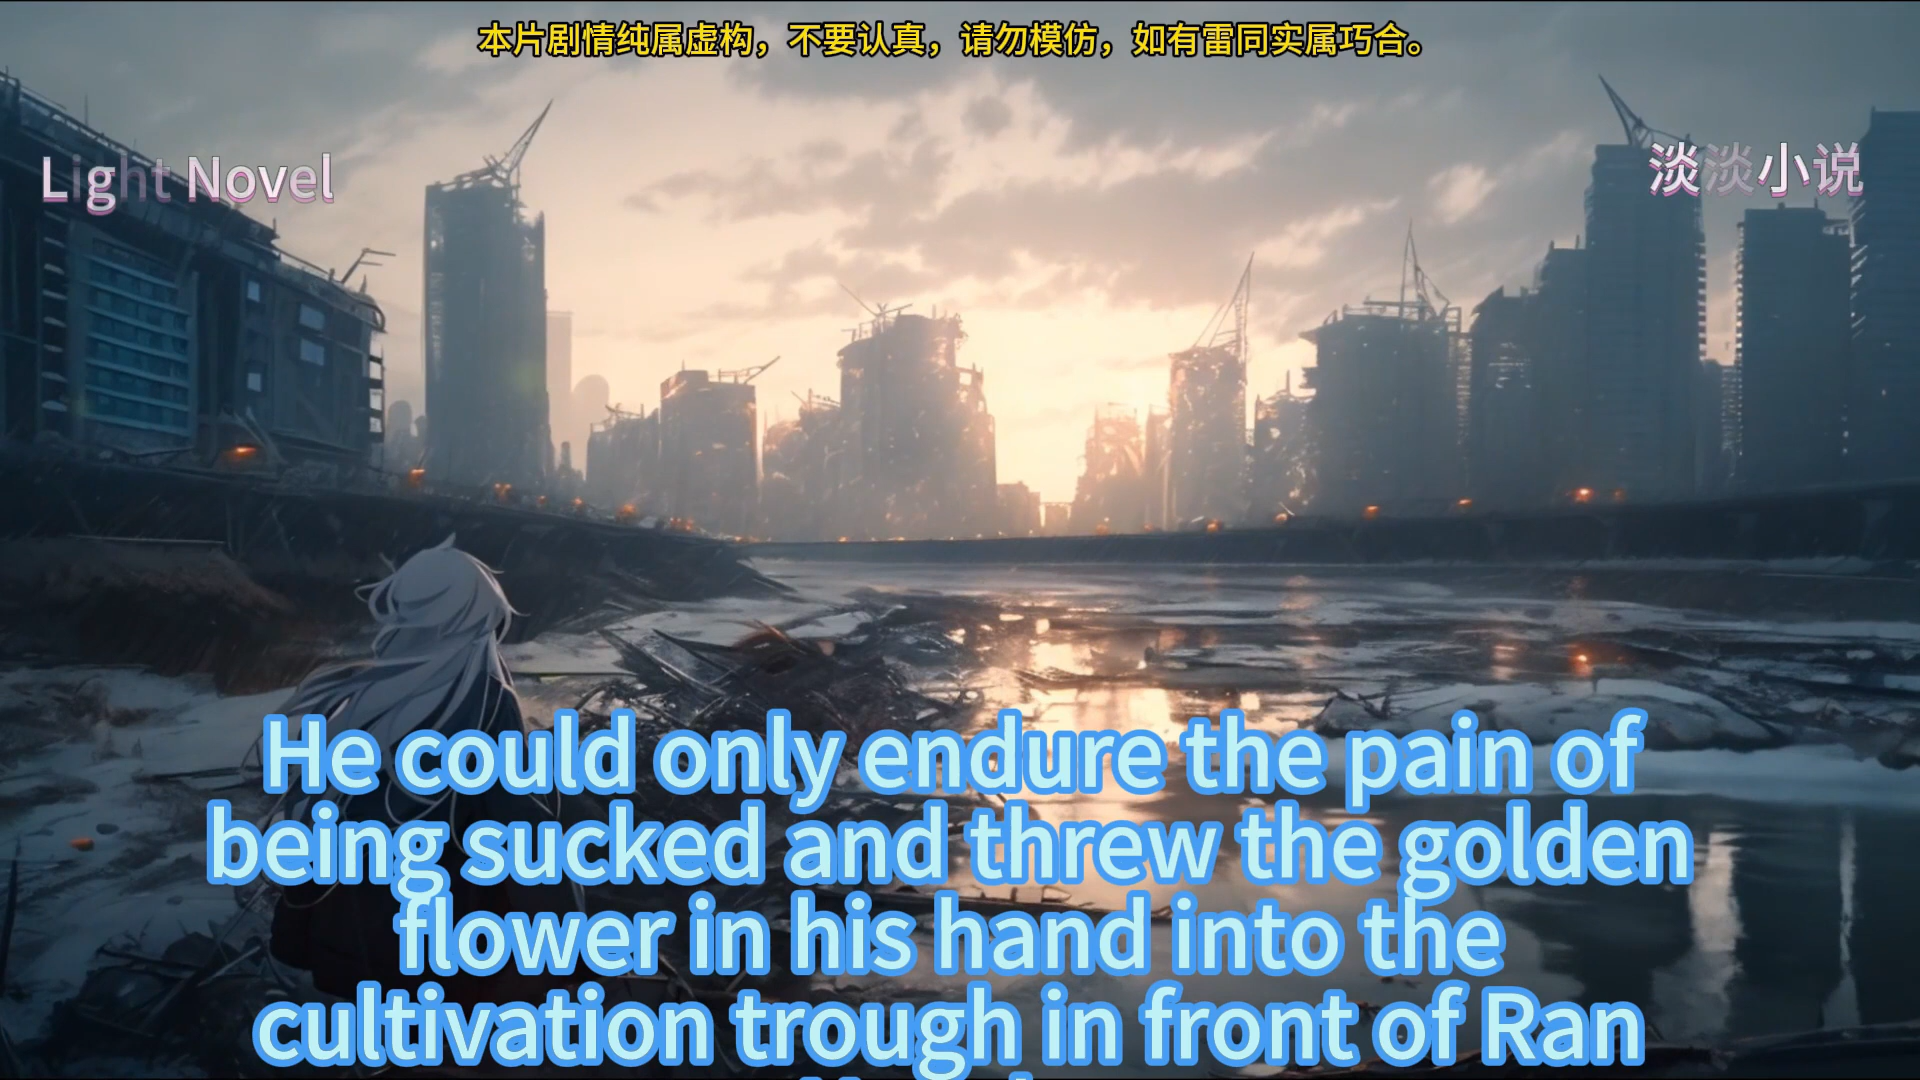 本片剧情纯属虚构，不要认真，请勿模仿，如有雷同实属巧合。
Light Novel
淡淡小说
He could only endure the pain of
being sucked and threw the golden
flower in his hand into the
cultivation trough in front of Ran